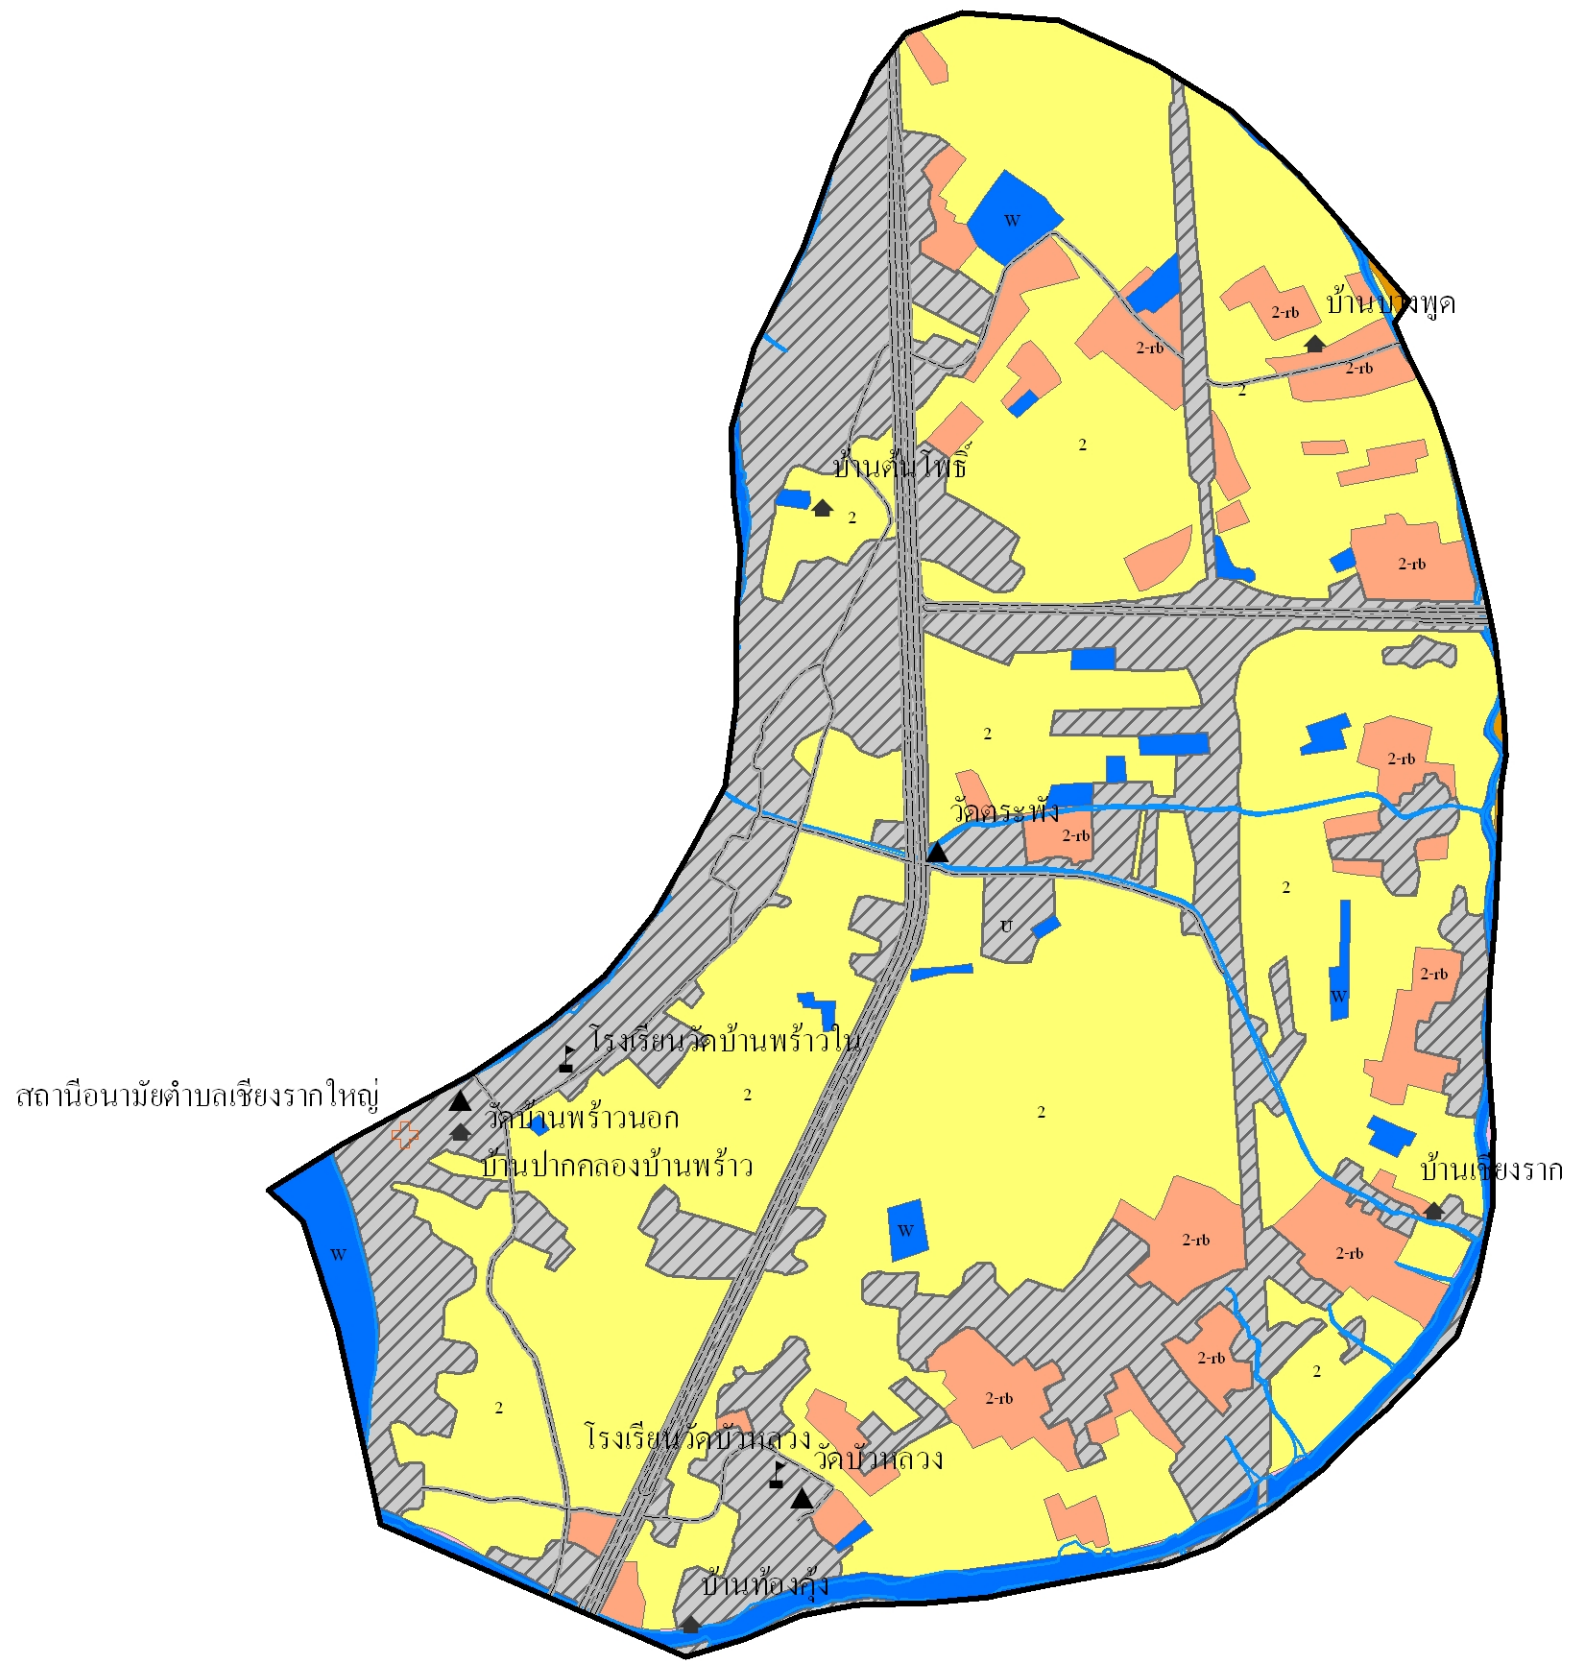 W
2-rb
บ้านบางพูด
2-rb
2-rb
2
2
บ้านต้นโพธิ์
2
2-rb
2
2-rb
วัดตระพัง
2-rb
2
U
2-rb
W
โรงเรียนวัดบ้านพร้าวใน
สถานีอนามัยตำบลเชียงรากใหญ่
2
2
วัดบ้านพร้าวนอก
บ้านปากคลองบ้านพร้าว
บ้านเชียงราก
W
W
2-rb
2-rb
2-rb
2
2-rb
2
โรงเรียนวัดบัวหลวง
วัดบัวหลวง
บ้านท้องคุ้ง